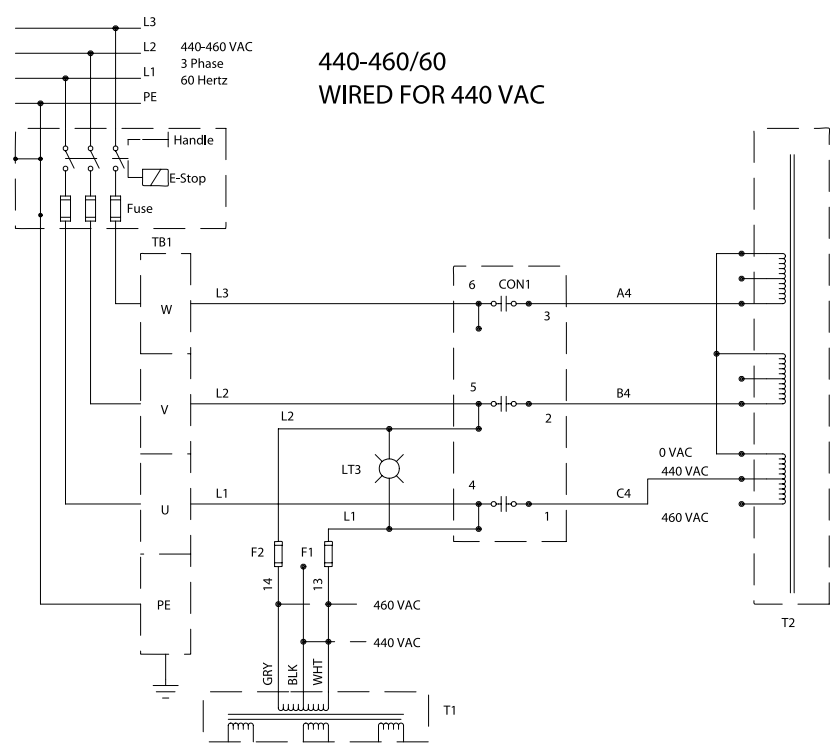 L3
L2
L1
PE
440-460 VAC
3 Phase
60 Hertz
440-460/60
WIRED FOR 440 VAC
Handle
E-Stop
Fuse
TB1
W
L3
6
CON1
3
A4
V
L2
5
2
B4
L2
LT3
0 VAC
440 VAC
U
L1
4
1
C4
L1
460 VAC
F2
F1
14
13
PE
460 VAC
440 VAC
T2
GRY
BLK
WHT
T1